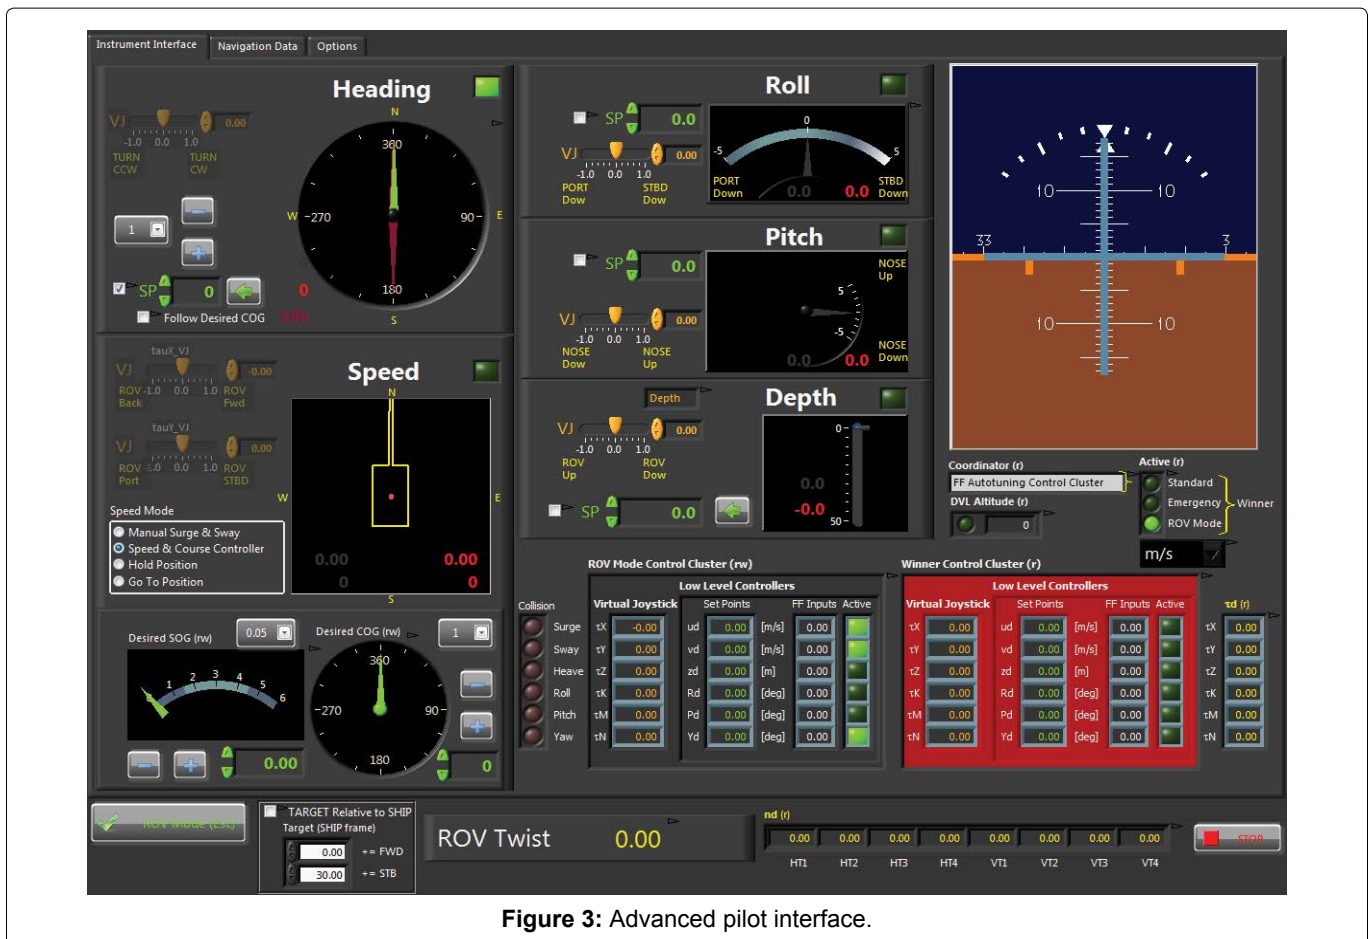 Instrument Interface
Navigation Data
Options
Heading
VJ
0.00
-1.0 0.0 1.0
TURN CCW
TURN CW
N
360
W
-270
90-
E
180
S
1
SP
0
0
180
Follow Desired COG
Speed
tauX_VJ
VJ
-0.00
ROV Back
-1.0 0.0 1.0
ROV Fwd
tauY_VJ
VJ
0.00
ROV Port
-1.0 0.0 1.0
ROV STBD
N
W
E
S
0.00
0.00
0
0
Speed Mode
Manual Surge & Sway
Speed & Course Controller
Hold Position
Go To Position
Desired SOG (rw)
0.05
1 2 3 4 5 6
0.00
Desired COG (rw)
1
360
-270
90-
180
0
Roll
SP
0.0
VJ
0.00
-1.0 0.0 1.0
PORT Dow
STBD Dow
-5
0
5
PORT Down
0.0
0.0
STBD Down
Pitch
SP
0.0
VJ
0.00
-1.0 0.0 1.0
NOSE Dow
NOSE Up
NOSE Up
5
-5
0.0
0.0
NOSE Down
Depth
Depth
VJ
0.00
-1.0 0.0 1.0
ROV Up
ROV Dow
SP
0.0
0-
0.0
-0.0
50-
10
10
33
3
10
10
Coordinator (r)
FF Autotuning Control Cluster
DVL Altitude (r)
0
Active (r)
Standard
Emergency
ROV Mode
Winner
m/s
Collision
Surge
Sway
Heave
Roll
Pitch
Yaw
ROV Mode Control Cluster (rw)
Low Level Controllers
Virtual Joystick Set Points FF Inputs Active
τX -0.00 ud 0.00 [m/s] 0.00
τY 0.00 vd 0.00 [m/s] 0.00
τZ 0.00 zd 0.00 [m] 0.00
τK 0.00 Rd 0.00 [deg] 0.00
τM 0.00 Pd 0.00 [deg] 0.00
τN 0.00 Yd 0.00 [deg] 0.00
Winner Control Cluster (r)
Low Level Controllers
Virtual Joystick Set Points FF Inputs Active
τX 0.00 ud 0.00 [m/s] 0.00
τY 0.00 vd 0.00 [m/s] 0.00
τZ 0.00 zd 0.00 [m] 0.00
τK 0.00 Rd 0.00 [deg] 0.00
τM 0.00 Pd 0.00 [deg] 0.00
τN 0.00 Yd 0.00 [deg] 0.00
τd (r)
τX 0.00
τY 0.00
τZ 0.00
τK 0.00
τM 0.00
τN 0.00
ROV Mode (Esc)
TARGET Relative to SHIP
Target (SHIP frame)
0.00 += FWD
30.00 += STB
ROV Twist 0.00
nd (r)
0.00 0.00 0.00 0.00 0.00 0.00 0.00 0.00
HT1 HT2 HT3 HT4 VT1 VT2 VT3 VT4
STOP
Figure 3: Advanced pilot interface.